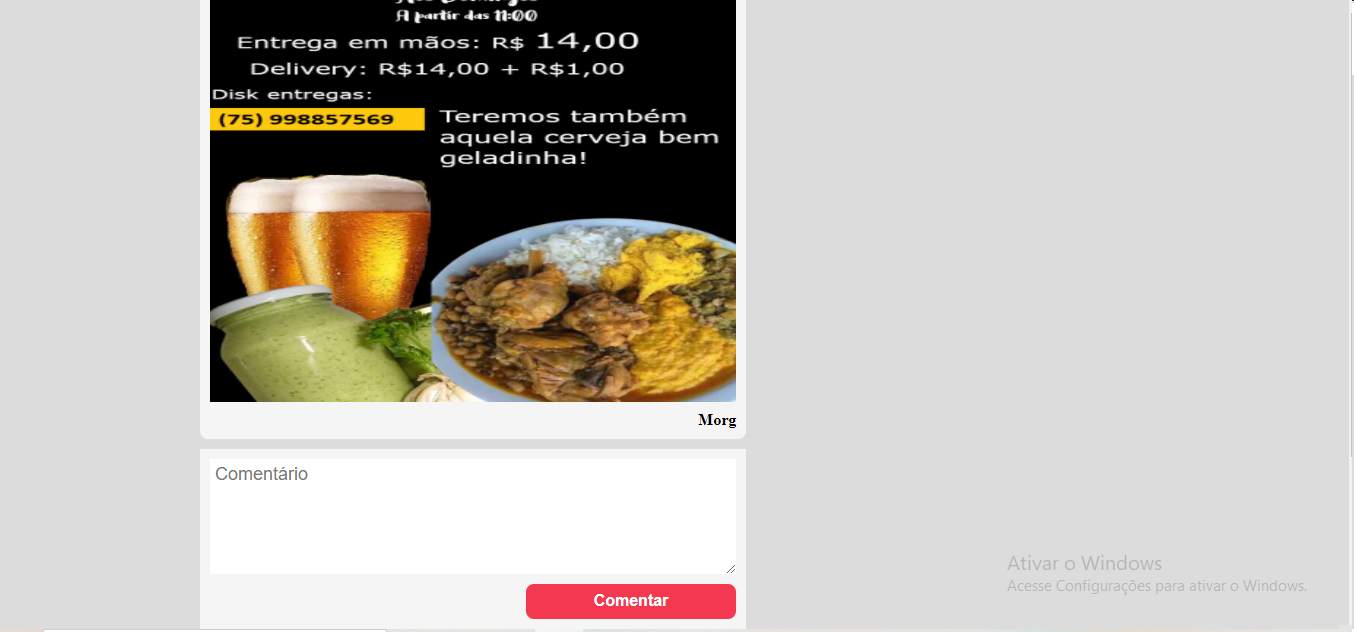 A partir das 11:00
Entrega em mãos: R$ 14,00
Delivery: R$14,00 + R$1,00
Disk entregas:
(75) 998857569
Teremos também
aquela cerveja bem
geladinha!
Morg
Comentário
Comentar
Ativar o Windows
Acesse Configurações para ativar o Windows.